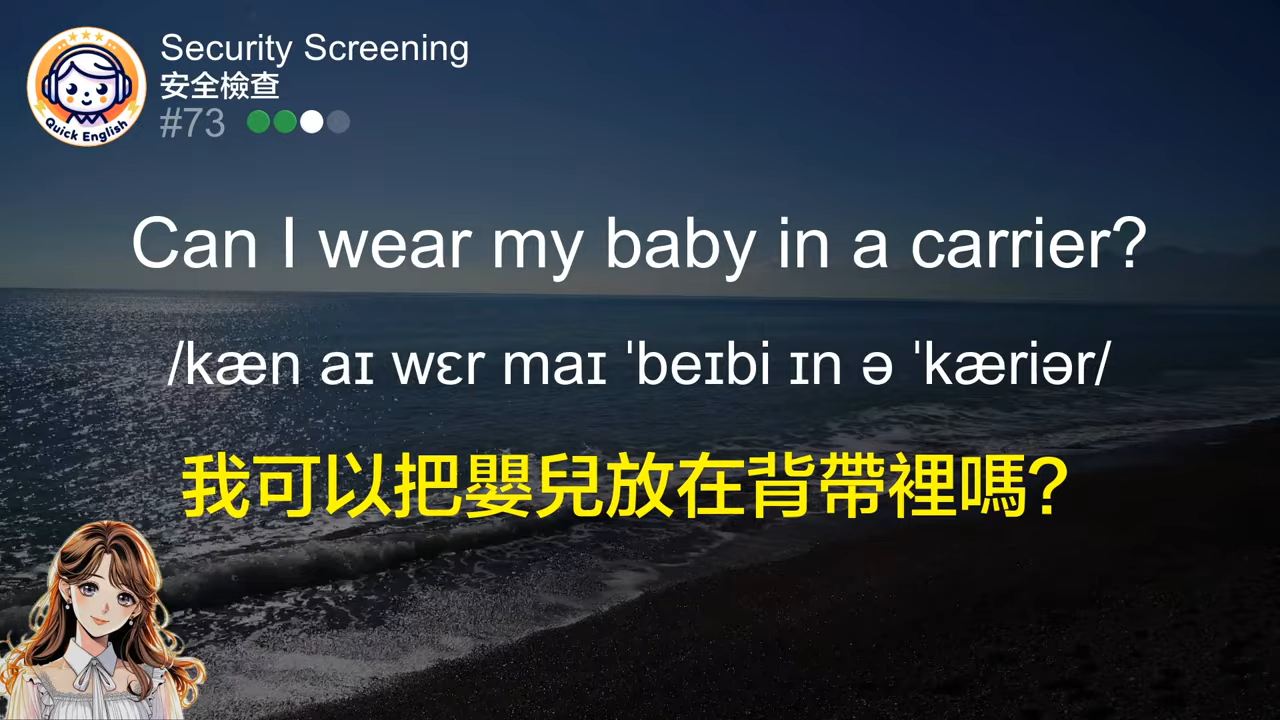 Security Screening
安全檢查
#73
Quick English
Can I wear my baby in a carrier?
/kæn aɪ wɛr maɪ ˈbeɪbi ɪn ə ˈkæriər/
我可以把嬰兒放在背帶裡嗎?